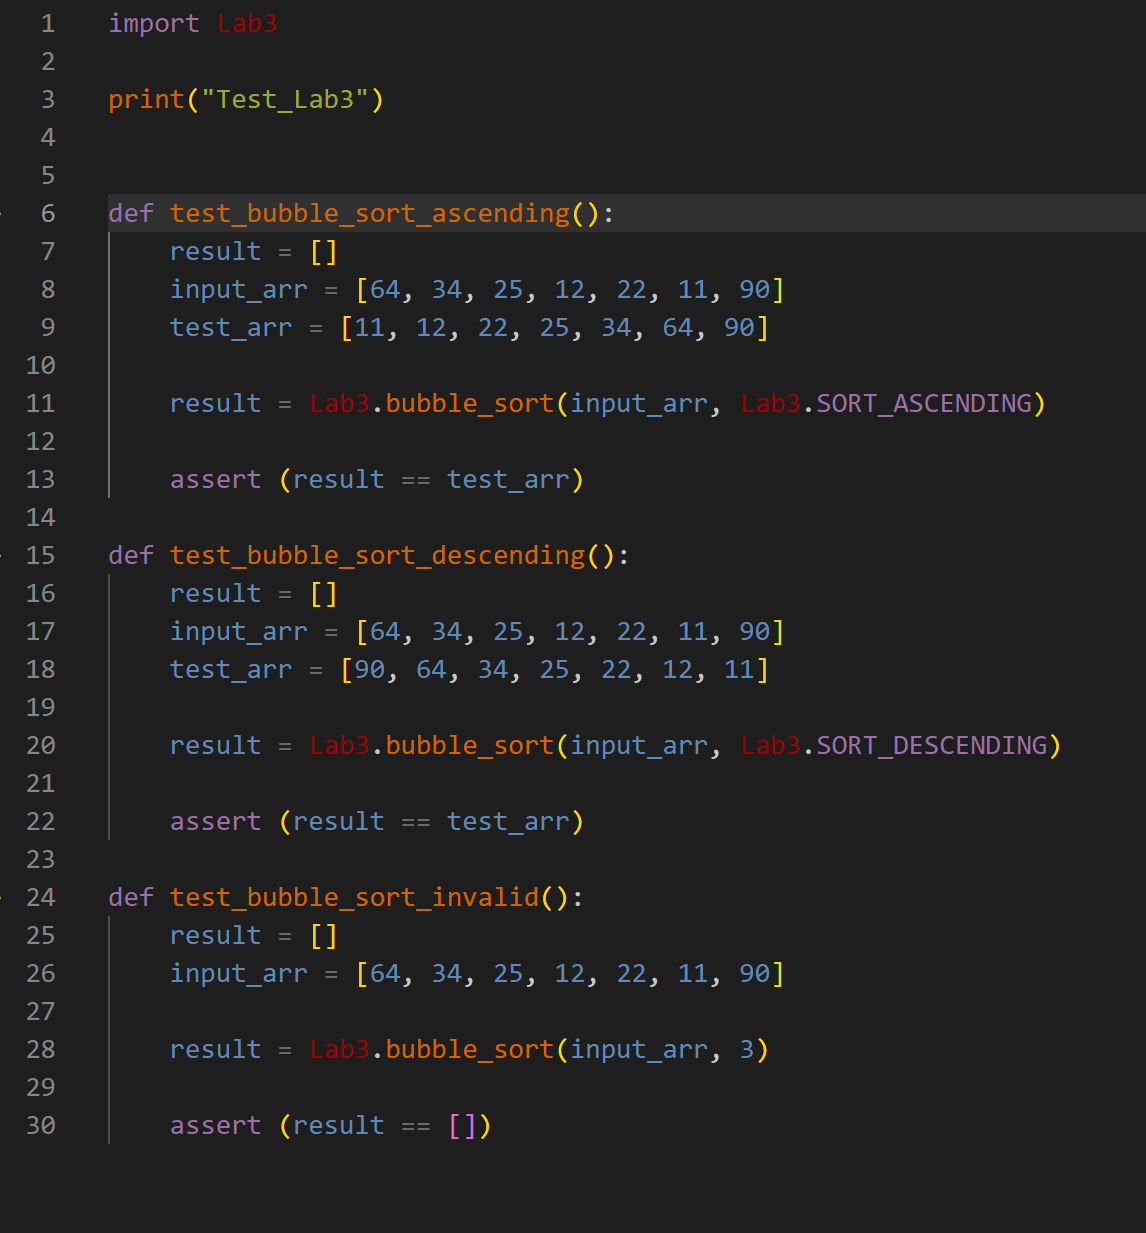 1 import Lab3
2
3 print("Test_Lab3")
4
5
6 def test_bubble_sort_ascending():
7     result = []
8     input_arr = [64, 34, 25, 12, 22, 11, 90]
9     test_arr = [11, 12, 22, 25, 34, 64, 90]
10
11     result = Lab3.bubble_sort(input_arr, Lab3.SORT_ASCENDING)
12
13     assert (result == test_arr)
14
15 def test_bubble_sort_descending():
16     result = []
17     input_arr = [64, 34, 25, 12, 22, 11, 90]
18     test_arr = [90, 64, 34, 25, 22, 12, 11]
19
20     result = Lab3.bubble_sort(input_arr, Lab3.SORT_DESCENDING)
21
22     assert (result == test_arr)
23
24 def test_bubble_sort_invalid():
25     result = []
26     input_arr = [64, 34, 25, 12, 22, 11, 90]
27
28     result = Lab3.bubble_sort(input_arr, 3)
29
30     assert (result == [])